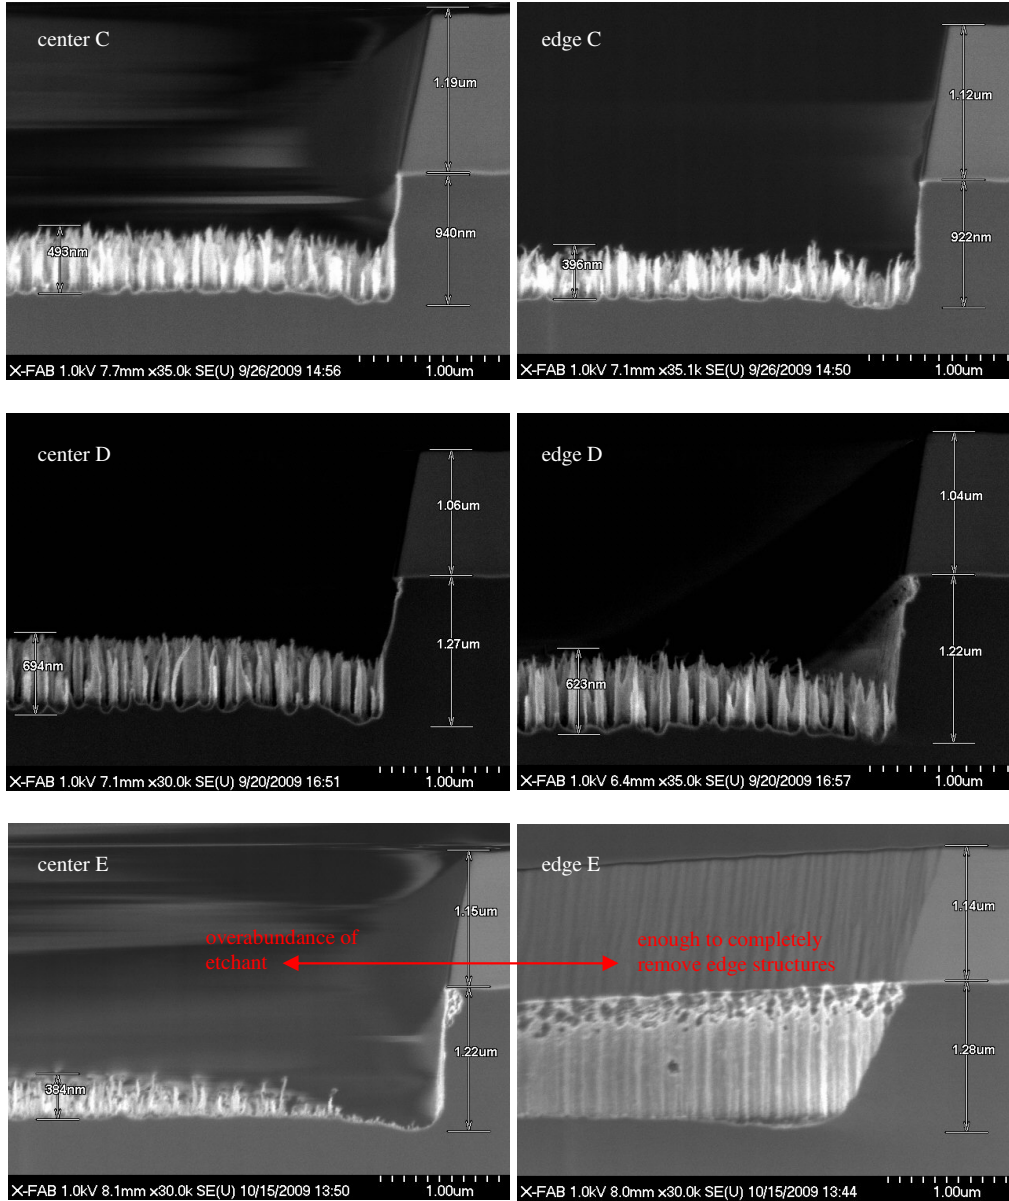 center C
1.19um
940nm
493nm
X-FAB 1.0kV 7.7mm x35.0k SE(U) 9/26/2009 14:56
1.00um
edge C
1.12um
922nm
396nm
X-FAB 1.0kV 7.1mm x35.1k SE(U) 9/26/2009 14:50
1.00um
center D
1.06um
1.27um
694nm
X-FAB 1.0kV 7.1mm x30.0k SE(U) 9/20/2009 16:51
1.00um
edge D
1.04um
1.22um
623nm
X-FAB 1.0kV 6.4mm x35.0k SE(U) 9/20/2009 16:57
1.00um
center E
1.15um
overabundance of
etchant
1.22um
384nm
X-FAB 1.0kV 8.1mm x30.0k SE(U) 10/15/2009 13:50
1.00um
edge E
1.14um
enough to completely
remove edge structures
1.28um
X-FAB 1.0kV 8.0mm x30.0k SE(U) 10/15/2009 13:44
1.00um